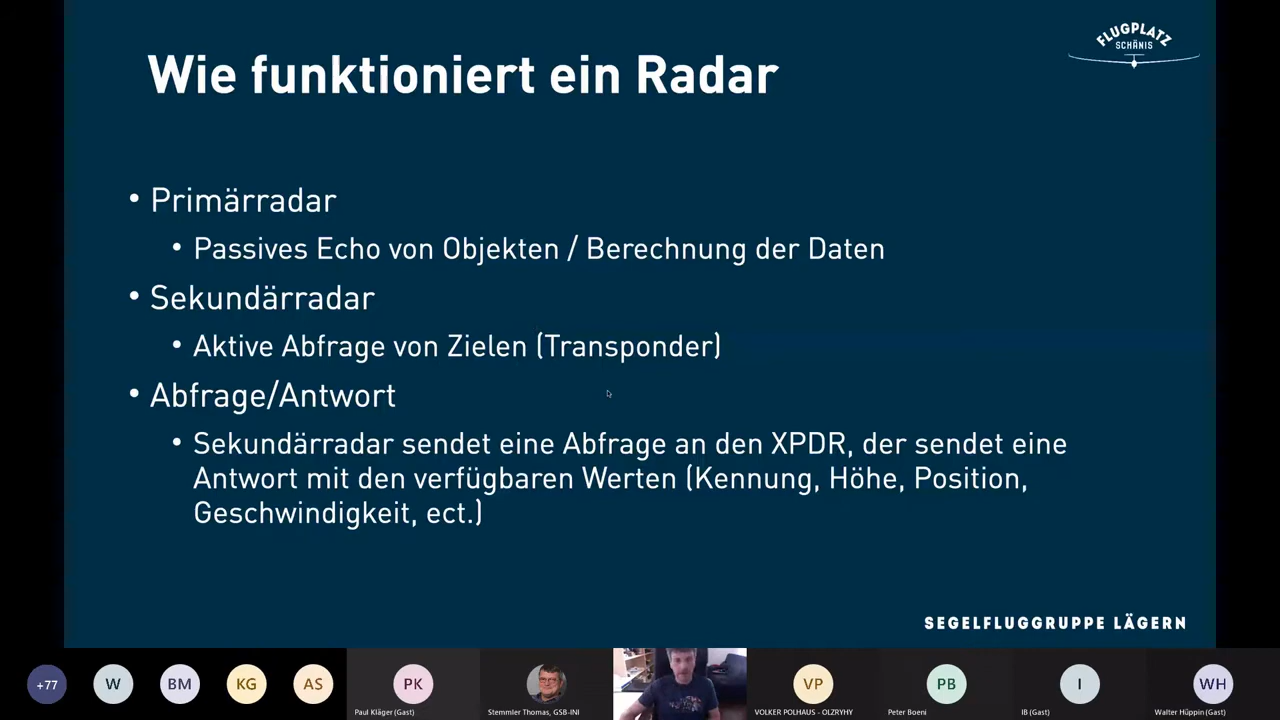 FLUGPLATZ
SCHÄNIS
Wie funktioniert ein Radar
• Primärradar
• Passives Echo von Objekten / Berechnung der Daten
• Sekundärradar
• Aktive Abfrage von Zielen (Transponder)
• Abfrage/Antwort
• Sekundärradar sendet eine Abfrage an den XPDR, der sendet eine
Antwort mit den verfügbaren Werten (Kennung, Höhe, Position,
Geschwindigkeit, ect.)
SEGELFLUGGRUPPE LÄGERN
+77
W
BM
KG
AS
PK
VP
PB
I
WH
Paul Kläger (Gast)
Stemmler Thomas, GSB-INI
VOLKER POLHAUS - OLZRYHY
Peter Boeni
IB (Gast)
Walter Hüppin (Gast)